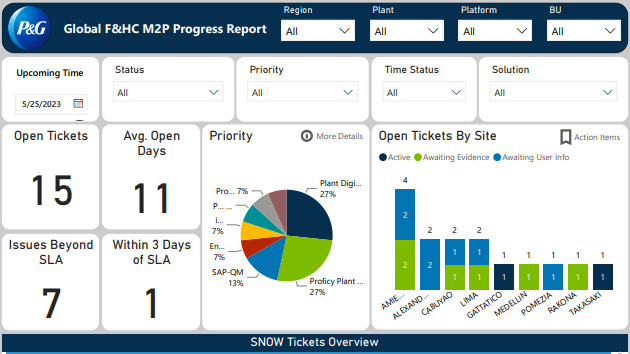 P&G
Global F&HC M2P Progress Report
Region
All
Plant
All
Platform
All
BU
All
Upcoming Time
5/25/2023
Status
All
Priority
All
Time Status
All
Solution
All
Open Tickets
15
Avg. Open
Days
11
Issues Beyond
SLA
7
Within 3 Days
of SLA
1
Priority
More Details
Plant Digi...
27%
Proficy Plant ...
27%
SAP-QM
13%
En...
7%
i...
7%
P... ...
Pro... 7%
Open Tickets By Site
Action Items
Active
Awaiting Evidence
Awaiting User Info
4
2
2
2
2
2
1
1
2
1
1
1
1
1
1
1
1
1
1
1
1
AMIE...
ALEXAND...
CABUYAO
LIMA
GATTATICO
MEDELLIN
POMEZIA
RAKONA
TAKASAKI
SNOW Tickets Overview